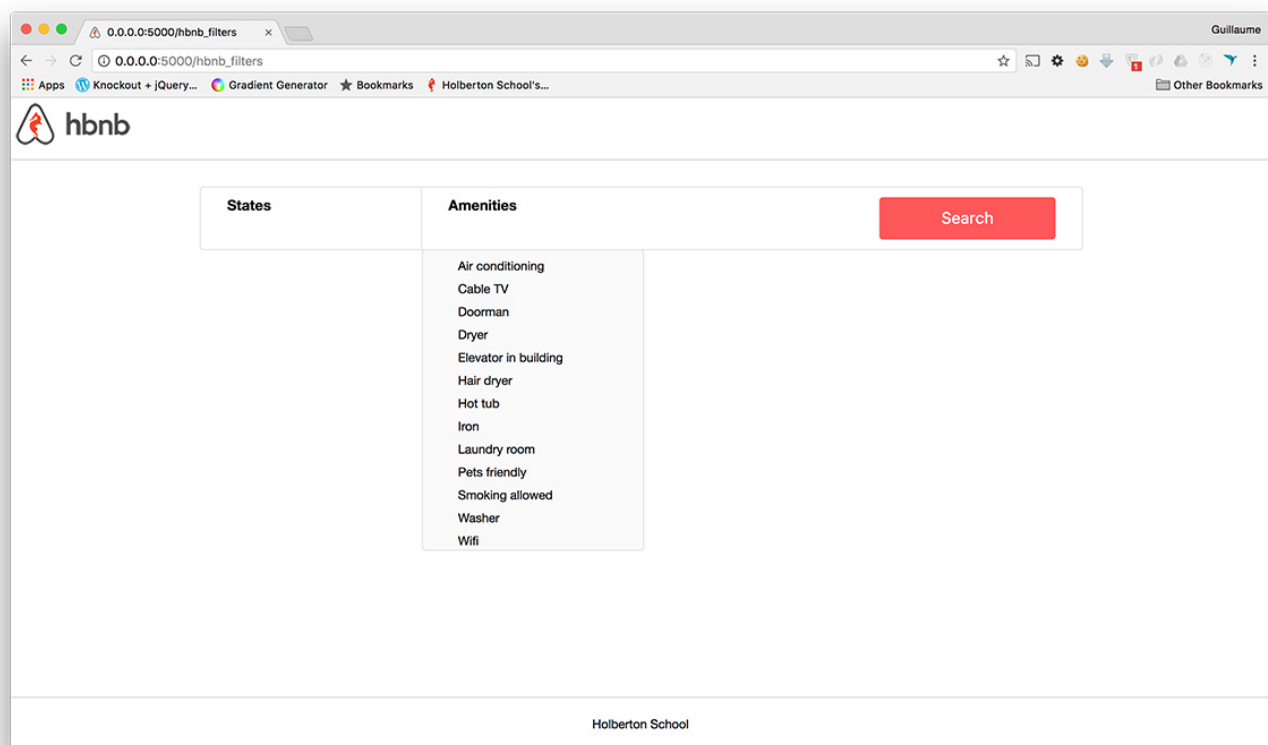 0.0.0.0:5000/hbnb_filters
Guillaume
0.0.0.0:5000/hbnb_filters
1
Apps Knockout + jQuery... Gradient Generator Bookmarks Holberton School's... Other Bookmarks
hbnb
States Amenities Search
Air conditioning
Cable TV
Doorman
Dryer
Elevator in building
Hair dryer
Hot tub
Iron
Laundry room
Pets friendly
Smoking allowed
Washer
Wifi
Holberton School